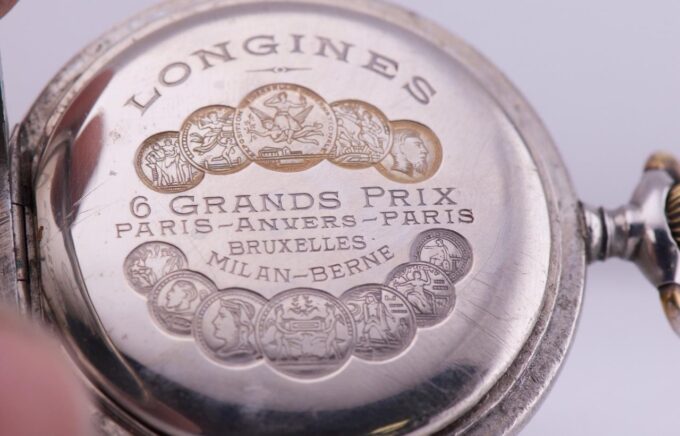 LONGINES
6 GRANDS PRIX
PARIS-ANVERS-PARIS
BRUXELLES
MILAN-BERNE